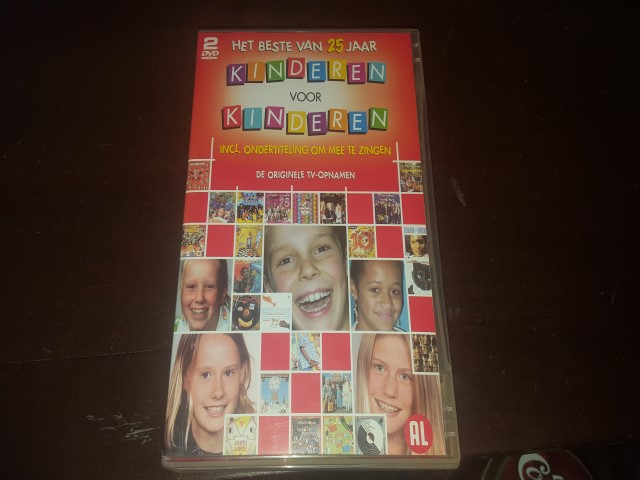 2
DVD
HET BESTE VAN 25 JAAR
KINDEREN
VOOR
KINDEREN
INCL. ONDERTITELING OM MEE TE ZINGEN
DE ORIGINELE TV-OPNAMEN
25
AL